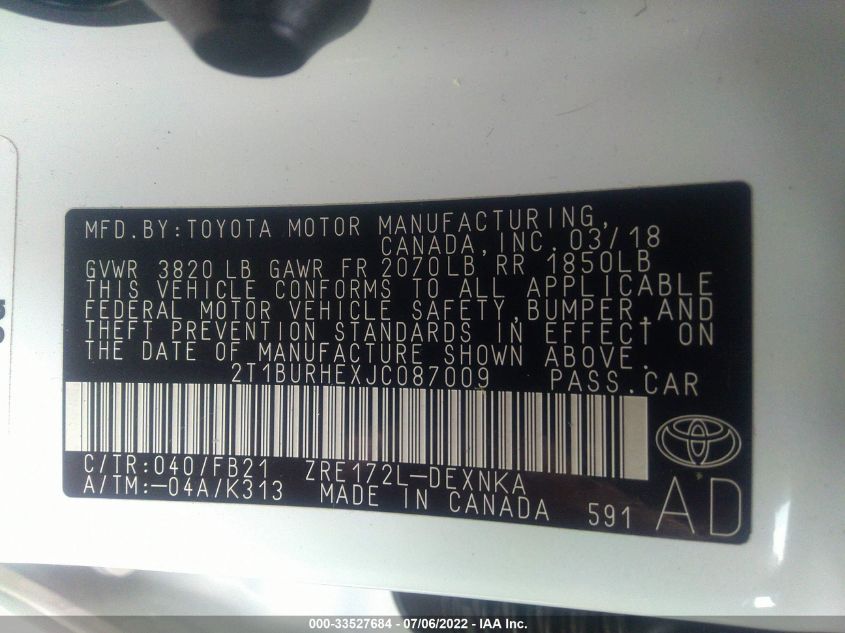 MFD.BY:TOYOTA MOTOR MANUFACTURING,
CANADA,INC. 03/18
GVWR 3820 LB GAWR FR 2070LB RR 1850LB
THIS VEHICLE CONFORMS TO ALL APPLICABLE
FEDERAL MOTOR VEHICLE SAFETY,BUMPER,AND
THEFT PREVENTION STANDARDS IN EFFECT ON
THE DATE OF MANUFACTURE SHOWN ABOVE.
2T1BURHEXJC087009 PASS.CAR
C/TR:040/FB21 ZRE172L-DEXNKA
A/TM:-04A/K313 MADE IN CANADA 591 AD
000-33527684 / 07/06/2022 - IAA Inc.